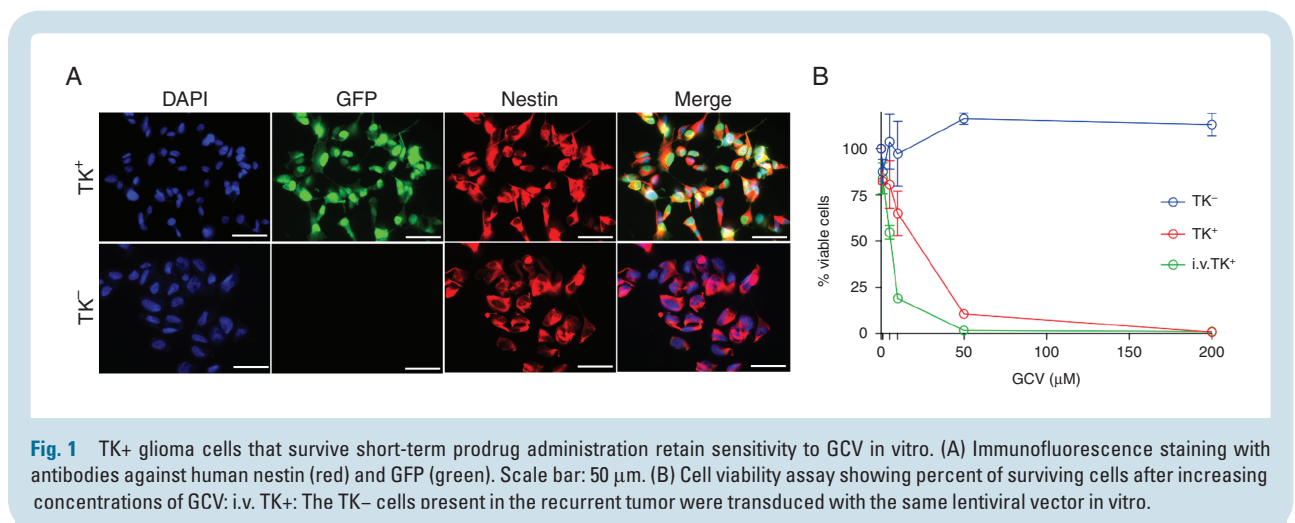 A
DAPI GFP Nestin Merge
TK+
TK−
B
% viable cells
100
75
50
25
0
0 50 100 150 200
GCV (µM)
TK−
TK+
i.v.TK+
Fig. 1 TK+ glioma cells that survive short-term prodrug administration retain sensitivity to GCV in vitro. (A) Immunofluorescence staining with
antibodies against human nestin (red) and GFP (green). Scale bar: 50 µm. (B) Cell viability assay showing percent of surviving cells after increasing
concentrations of GCV: i.v. TK+: The TK− cells present in the recurrent tumor were transduced with the same lentiviral vector in vitro.